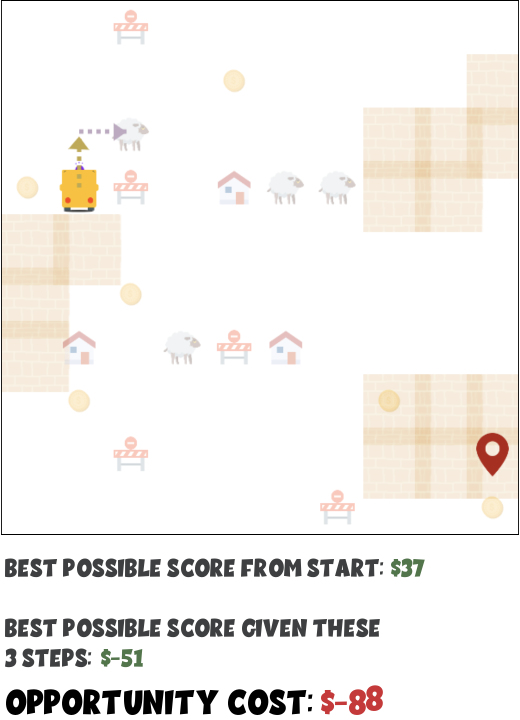 BEST POSSIBLE SCORE FROM START: $37
BEST POSSIBLE SCORE GIVEN THESE
3 STEPS: $-51
OPPORTUNITY COST: $-88